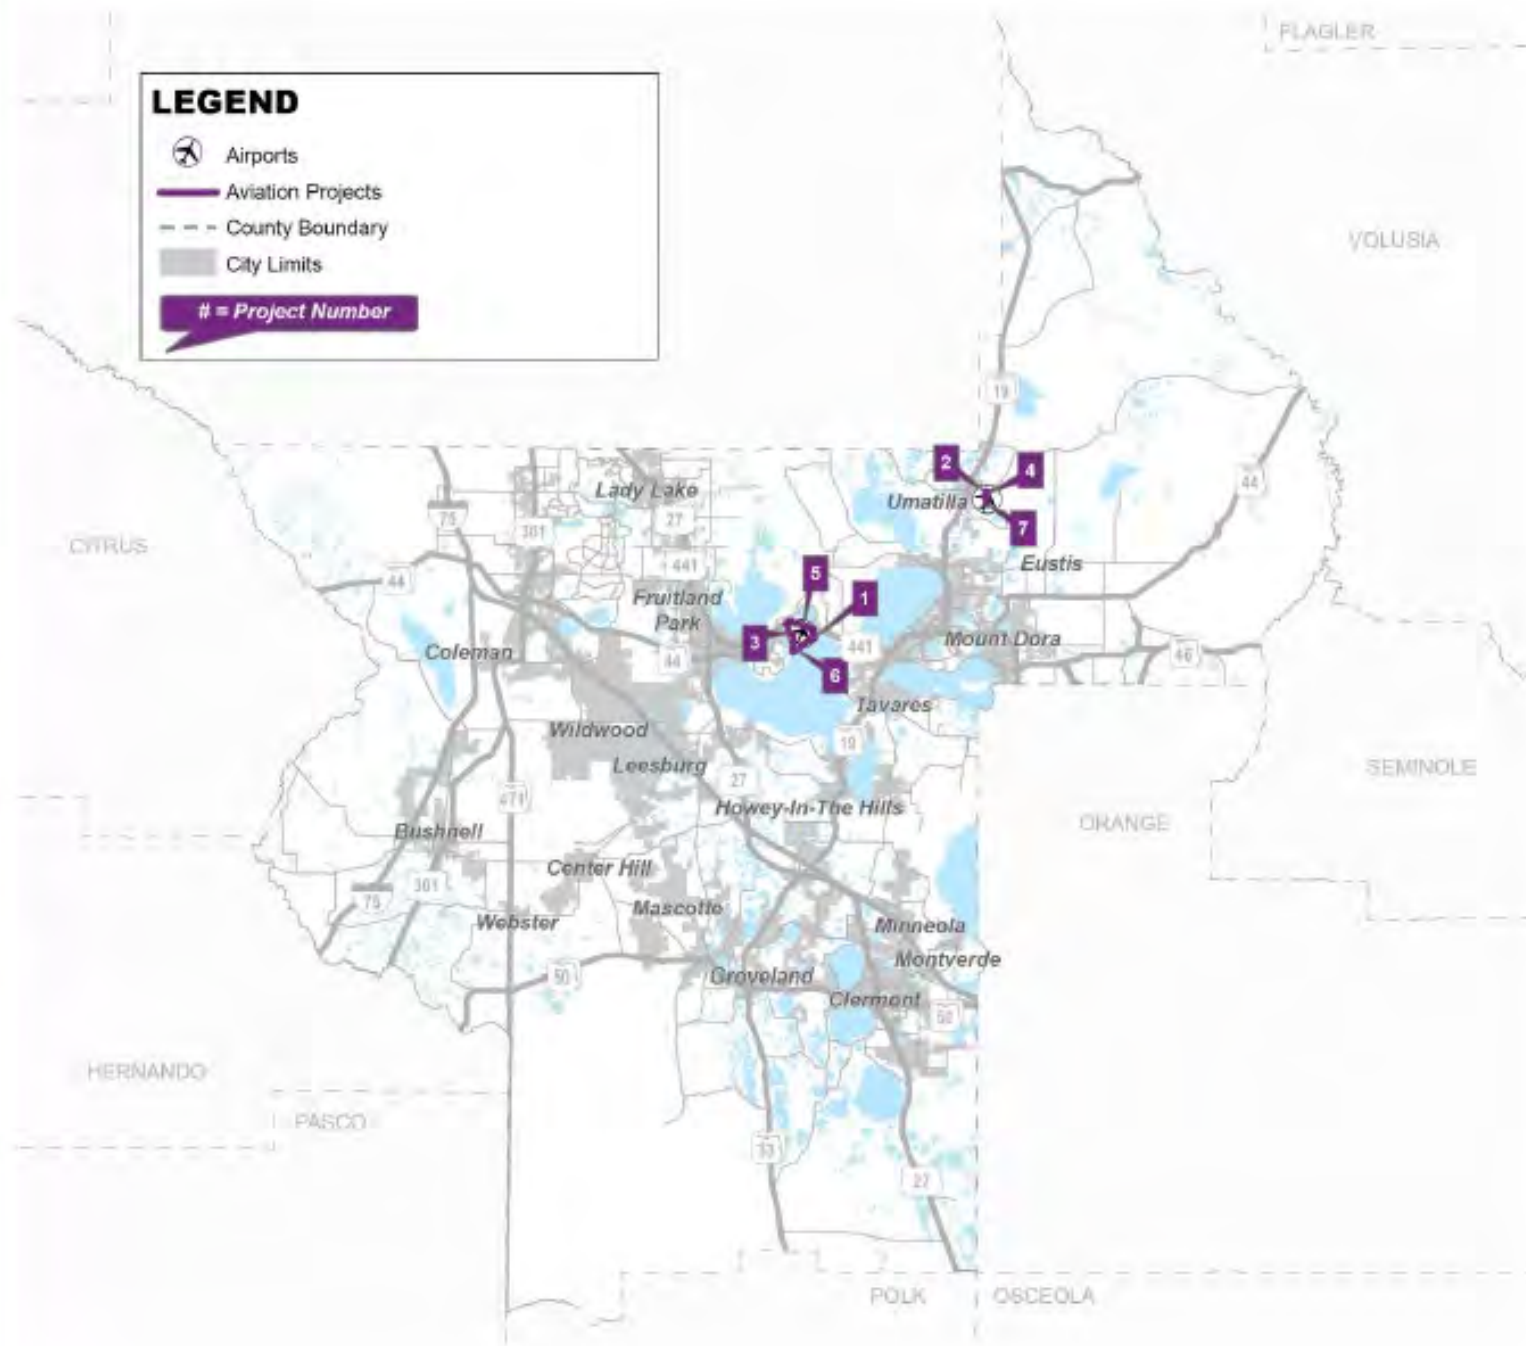 FLAGLER
LEGEND
Airports
Aviation Projects
County Boundary
City Limits
# = Project Number
VOLUSIA
19
2
4
Umatilla
7
44
Lady Lake
27
75
301
CITRUS
441
Eustis
5
44
1
Fruitland
Park
3
441
Mount Dora
Coleman
44
46
6
Tavares
Wildwood
19
Leesburg
SEMINOLE
27
471
Howey-In-The Hills
ORANGE
Bushnell
Center Hill
301
75
Mascotte
Webster
Minneola
Montverde
50
Groveland
Clermont
50
HERNANDO
PASCO
33
27
POLK
OSCEOLA